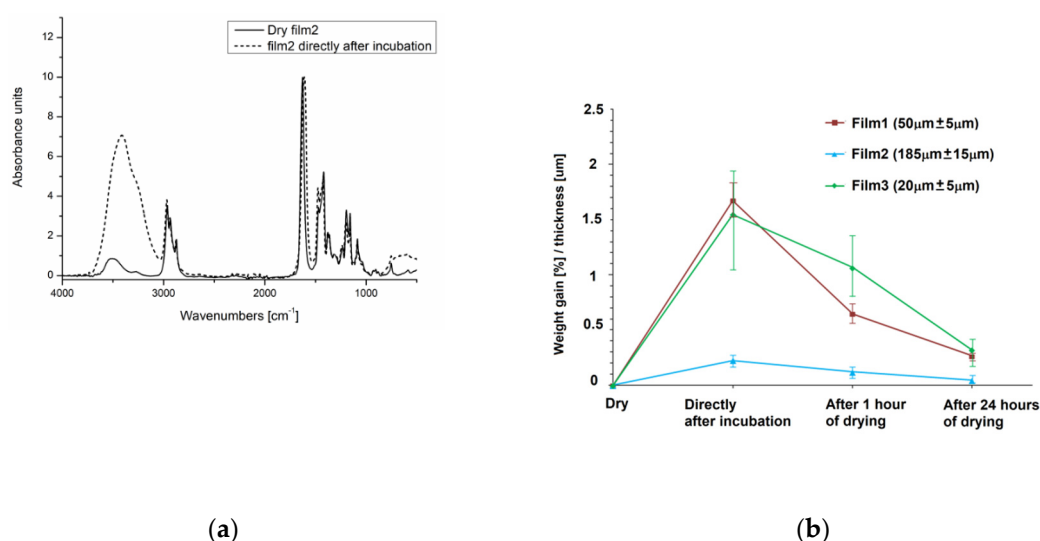 Dry film2
film2 directly after incubation
Absorbance units
12
10
8
6
4
2
0
4000 3000 2000 1000
Wavenumbers [cm⁻¹]
Film1 (50µm±5µm)
Film2 (185µm±15µm)
Film3 (20µm±5µm)
Weight gain [%] / thickness [um]
2.5
2
1.5
1
0.5
0
Dry Directly After 1 hour After 24 hours
after incubation of drying of drying
(a) (b)